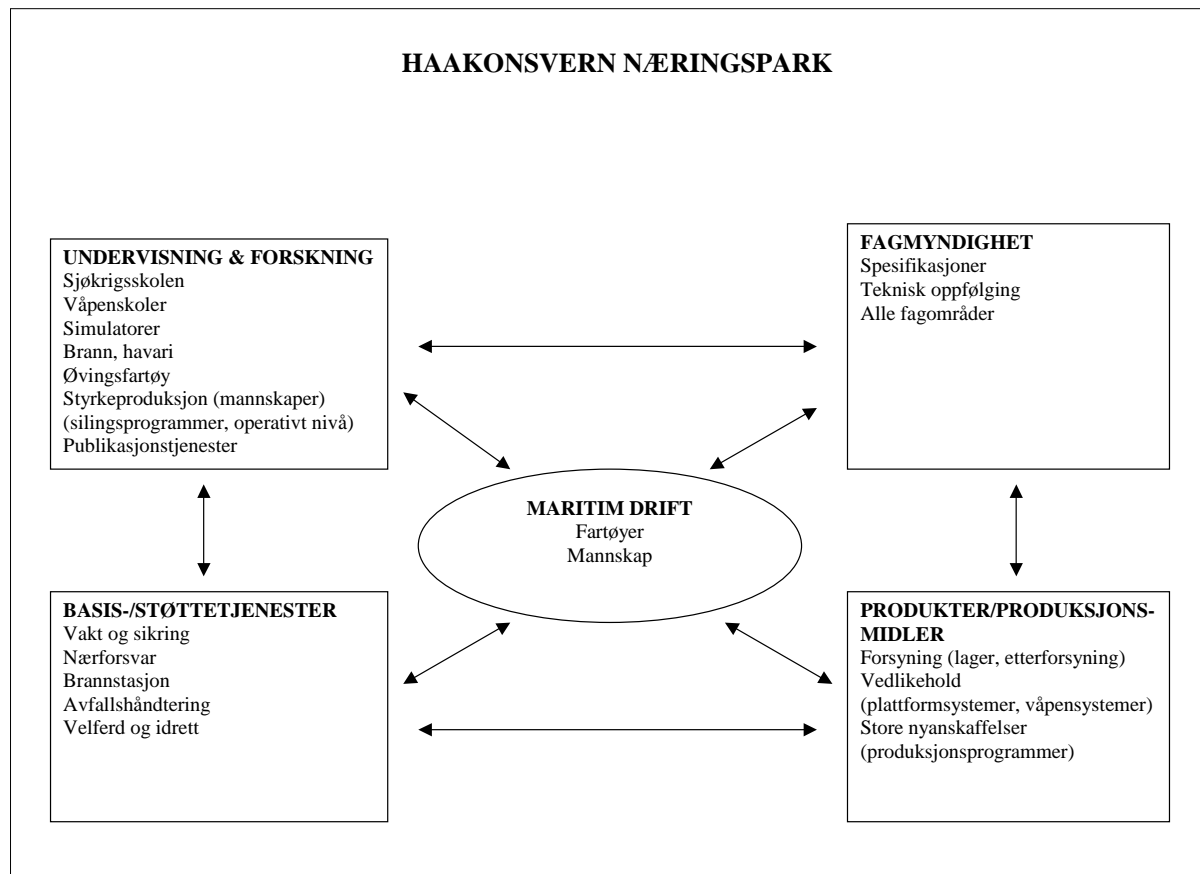 HAAKONSVERN NÆRINGSPARK
UNDERVISNING & FORSKNING
Sjøkrigsskolen
Våpenskoler
Simulatorer
Brann, havari
Øvingsfartøy
Styrkeproduksjon (mannskaper)
(silingsprogrammer, operativt nivå)
Publikasjonstjenester
FAGMYNDIGHET
Spesifikasjoner
Teknisk oppfølging
Alle fagområder
MARITIM DRIFT
Fartøyer
Mannskap
BASIS-/STØTTETJENESTER
Vakt og sikring
Nærforsvar
Brannstasjon
Avfallshåndtering
Velferd og idrett
PRODUKTER/PRODUKSJONS-
MIDLER
Forsyning (lager, etterforsyning)
Vedlikehold
(plattformsystemer, våpensystemer)
Store nyanskaffelser
(produksjonsprogrammer)